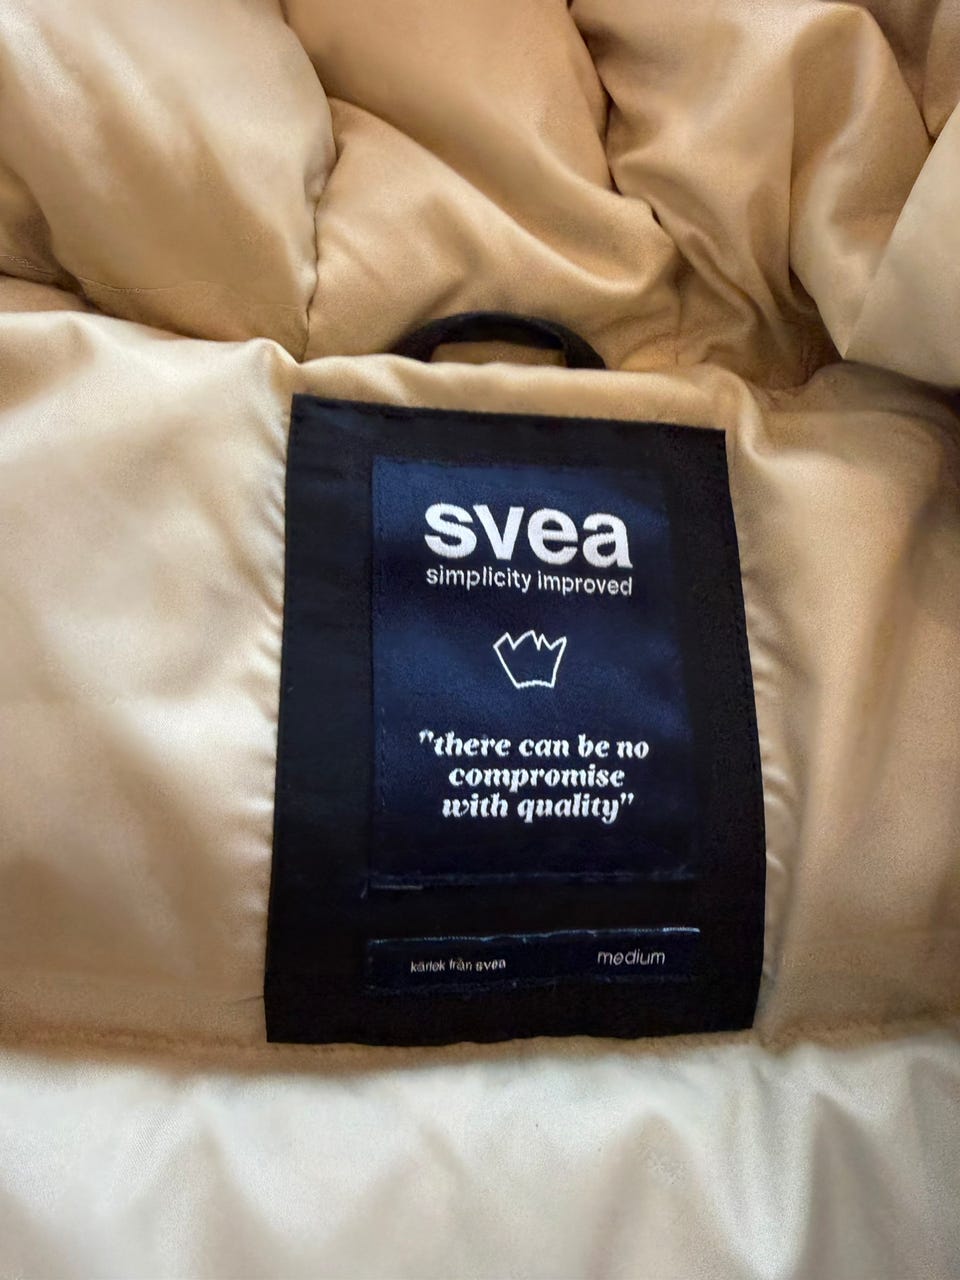 svea
simplicity improved
"there can be no
compromise
with quality"
kärlek från svea
medium